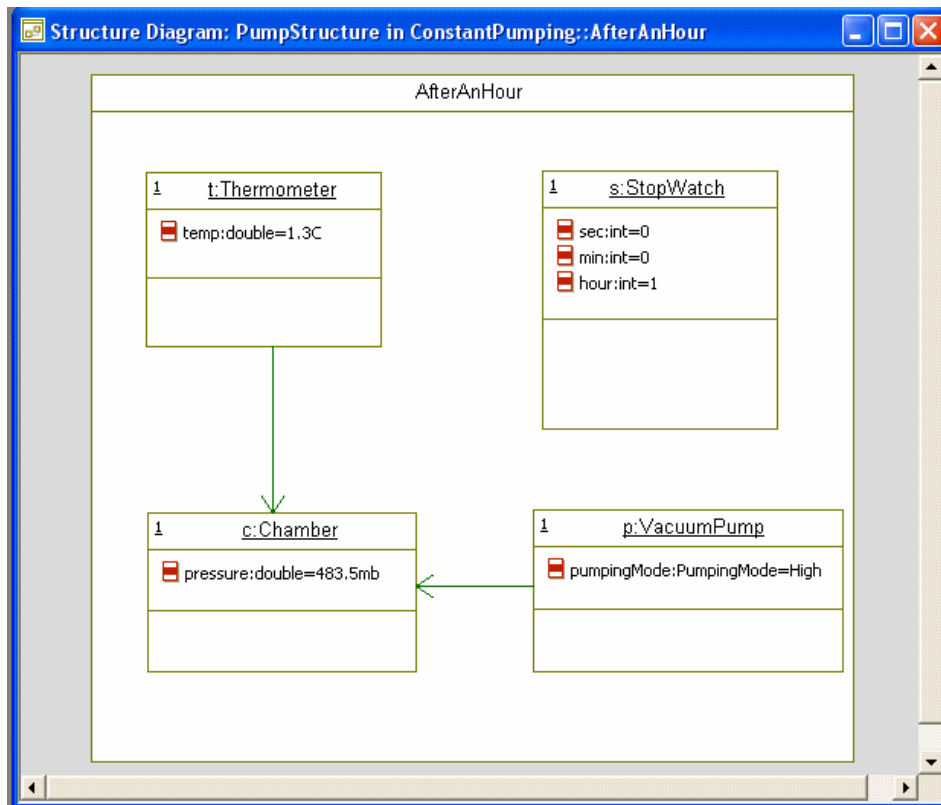 Structure Diagram: PumpStructure in ConstantPumping::AfterAnHour
AfterAnHour
1 t:Thermometer
temp:double=1.3C
1 s:StopWatch
sec:int=0
min:int=0
hour:int=1
1 c:Chamber
pressure:double=483.5mb
1 p:VacuumPump
pumpingMode:PumpingMode=High